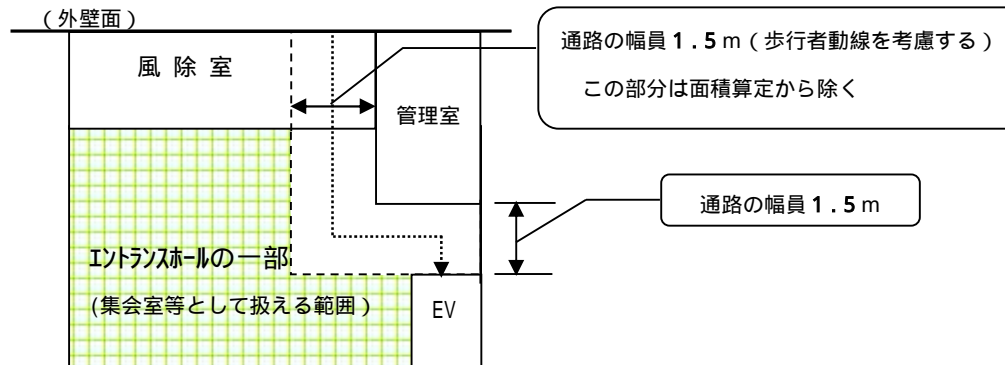 (外壁面)
風 除 室
管理室
通路の幅員1.5m(歩行者動線を考慮する)
この部分は面積算定から除く
通路の幅員1.5m
エントランスホールの一部
(集会室等として扱える範囲)
EV